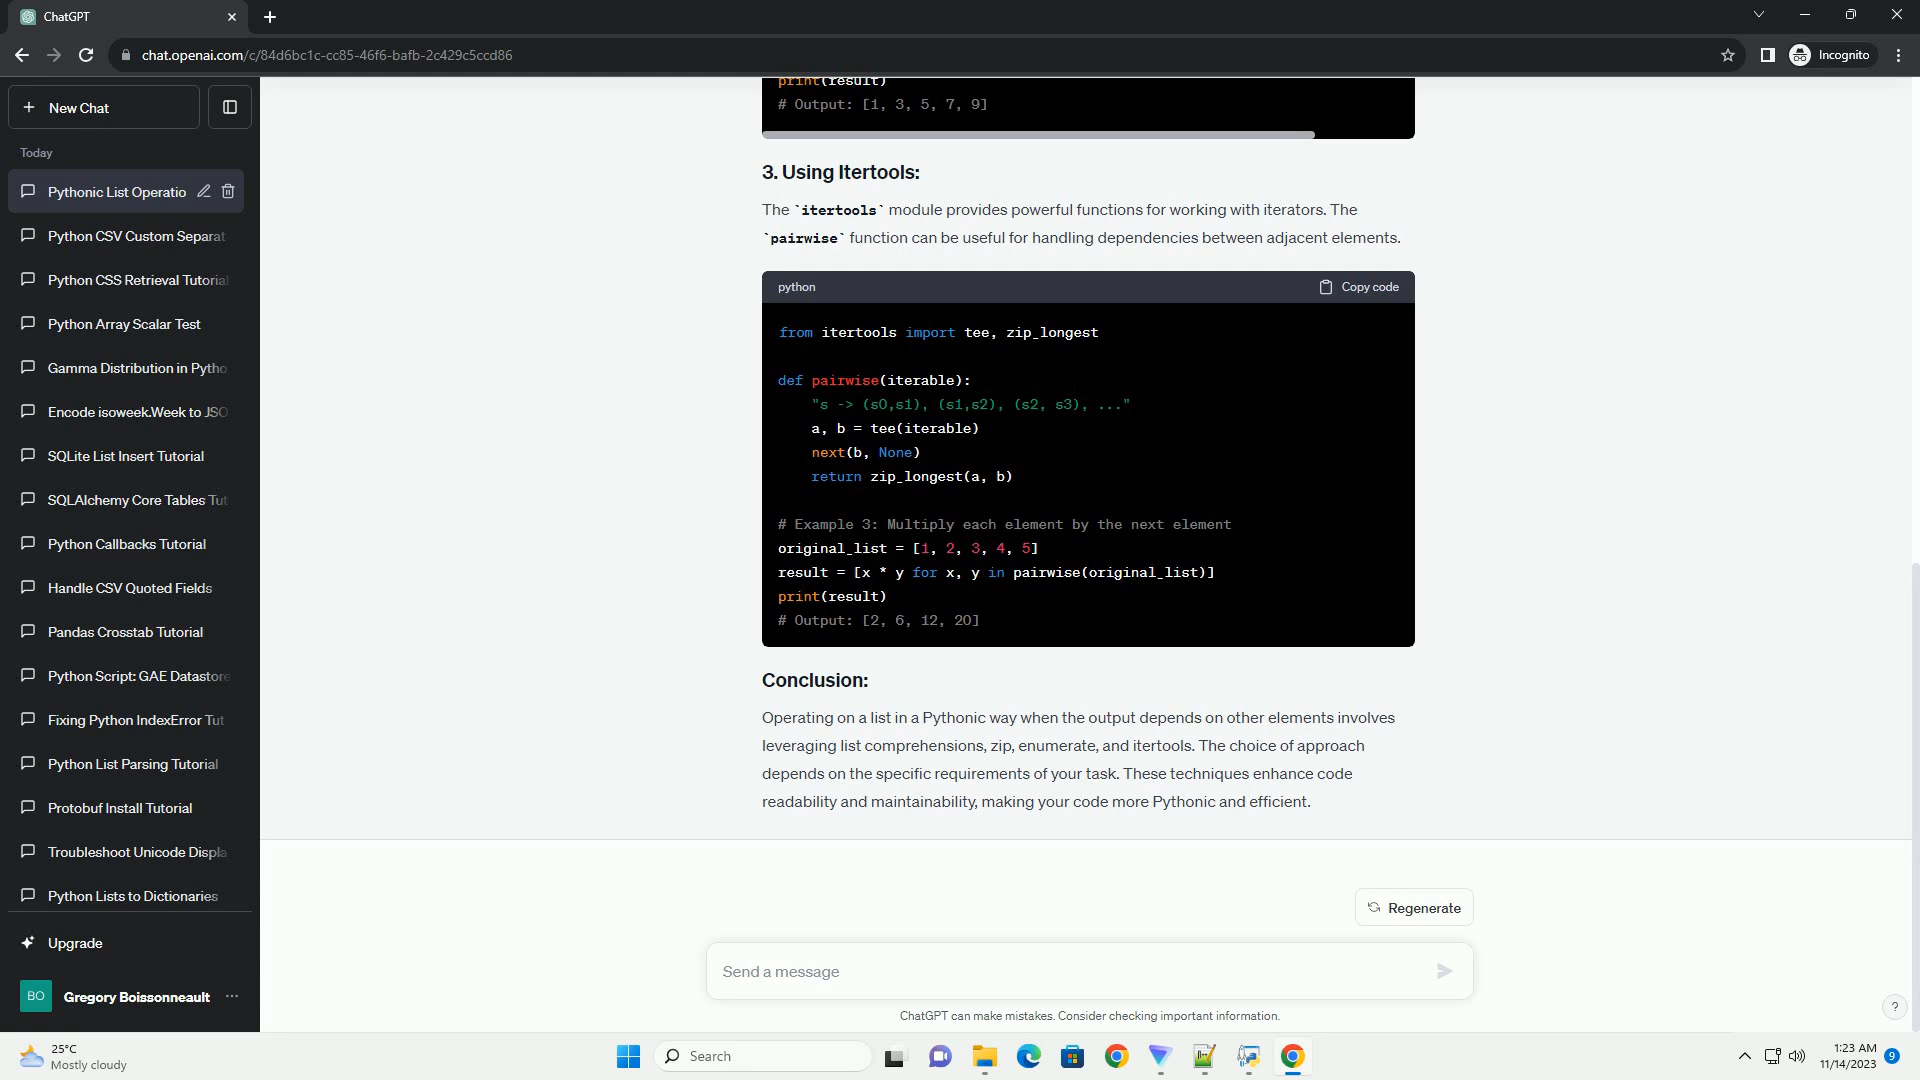 ChatGPT
chat.openai.com/c/84d6bc1c-cc85-46f6-bafb-2c429c5ccd86
Incognito
New Chat
Today
Pythonic List Operatio
Python CSV Custom Separat
Python CSS Retrieval Tutorial
Python Array Scalar Test
Gamma Distribution in Pytho
Encode isoweek.Week to JSO
SQLite List Insert Tutorial
SQLAlchemy Core Tables Tut
Python Callbacks Tutorial
Handle CSV Quoted Fields
Pandas Crosstab Tutorial
Python Script: GAE Datastore
Fixing Python IndexError Tut
Python List Parsing Tutorial
Protobuf Install Tutorial
Troubleshoot Unicode Displa
Python Lists to Dictionaries
Upgrade
BO Gregory Boissonneault
print(result)
# Output: [1, 3, 5, 7, 9]
3. Using Itertools:
The `itertools` module provides powerful functions for working with iterators. The
`pairwise` function can be useful for handling dependencies between adjacent elements.
python Copy code
from itertools import tee, zip_longest
def pairwise(iterable):
"s -> (s0,s1), (s1,s2), (s2, s3), ..."
a, b = tee(iterable)
next(b, None)
return zip_longest(a, b)
# Example 3: Multiply each element by the next element
original_list = [1, 2, 3, 4, 5]
result = [x * y for x, y in pairwise(original_list)]
print(result)
# Output: [2, 6, 12, 20]
Conclusion:
Operating on a list in a Pythonic way when the output depends on other elements involves
leveraging list comprehensions, zip, enumerate, and itertools. The choice of approach
depends on the specific requirements of your task. These techniques enhance code
readability and maintainability, making your code more Pythonic and efficient.
Regenerate
Send a message
ChatGPT can make mistakes. Consider checking important information.
?
25°C
Mostly cloudy
Search
1:23 AM
11/14/2023
9